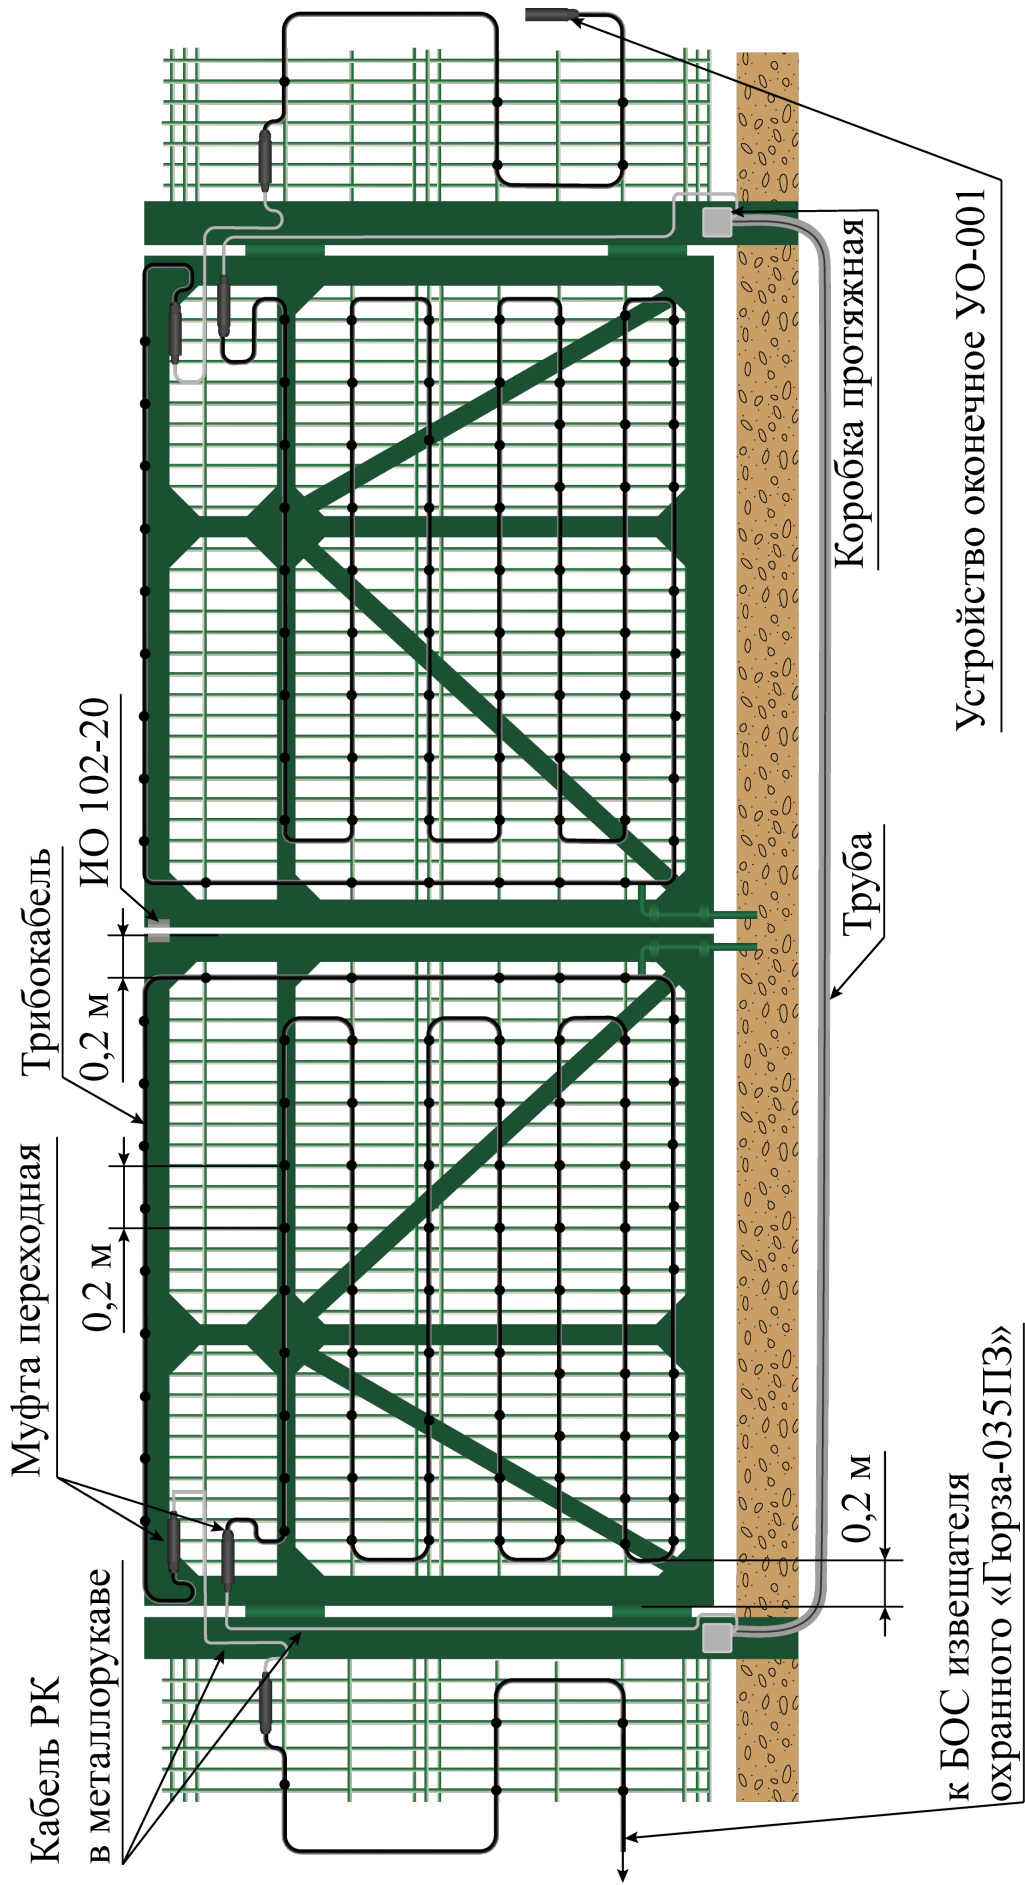 Кабель РК
в металлорукаве
Муфта переходная
0,2 м
Трибокабель
0,2 м
ИО 102-20
к БОС извещателя
охранного «Гюрза-035ПЗ»
0,2 м
Труба
Коробка протяжная
Устройство оконечное УО-001